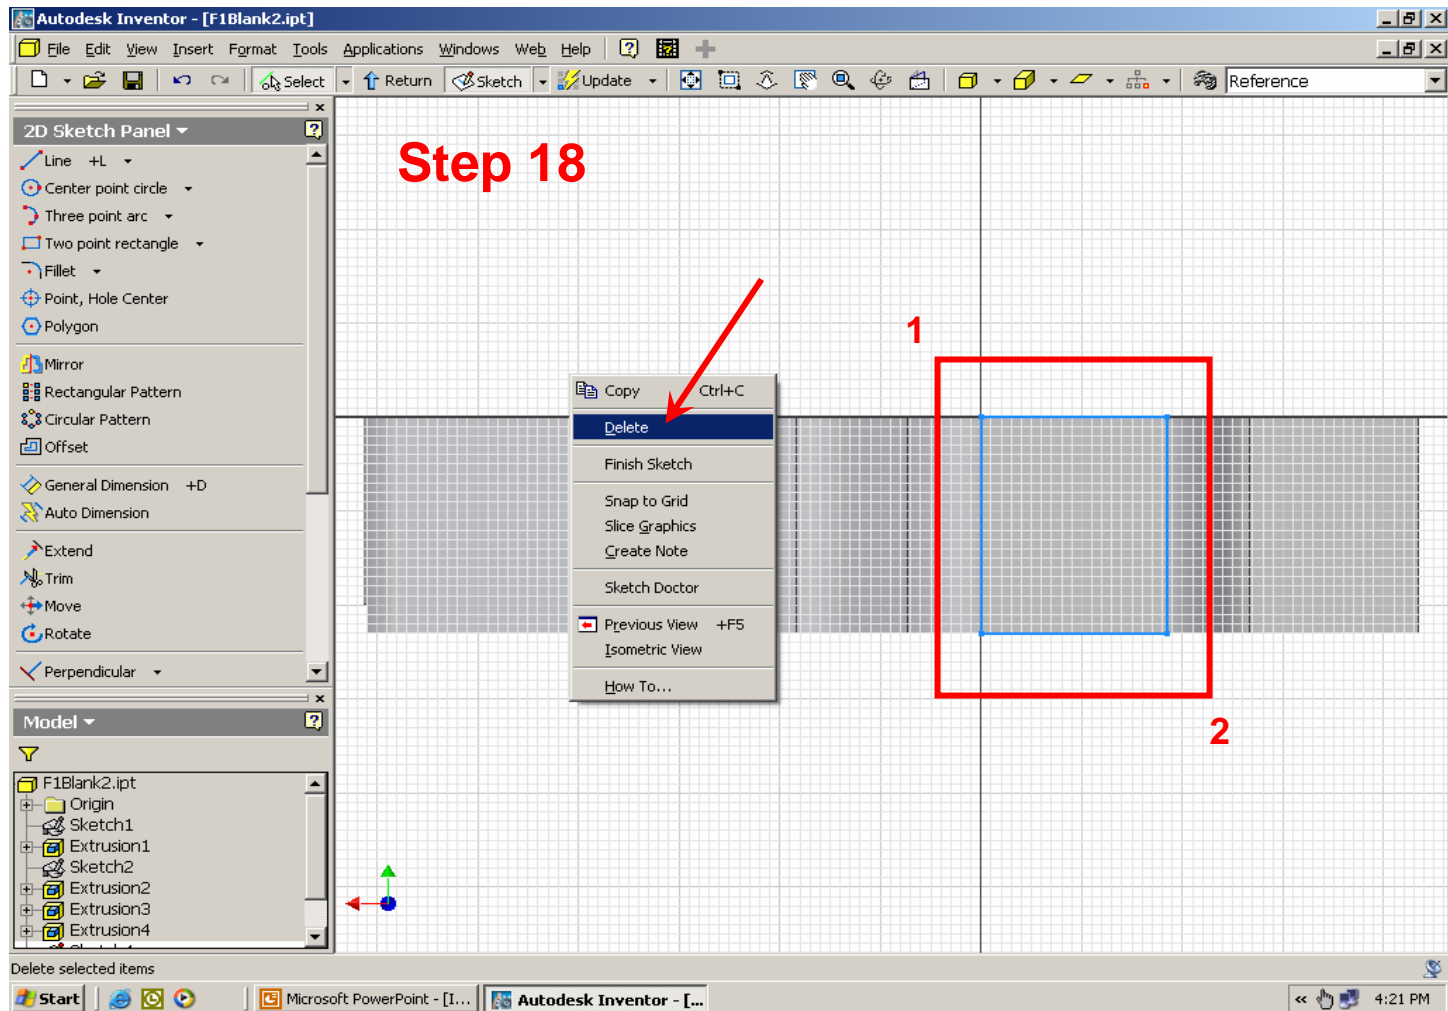 Autodesk Inventor - [F1Blank2.ipt]
File Edit View Insert Format Tools Applications Windows Web Help
Select Return Sketch Update Reference
2D Sketch Panel
Line +L
Center point circle
Three point arc
Two point rectangle
Fillet
Point, Hole Center
Polygon
Mirror
Rectangular Pattern
Circular Pattern
Offset
General Dimension +D
Auto Dimension
Extend
Trim
Move
Rotate
Perpendicular
Model
F1Blank2.ipt
Origin
Sketch1
Extrusion1
Sketch2
Extrusion2
Extrusion3
Extrusion4
Step 18
1
2
Copy Ctrl+C
Delete
Finish Sketch
Snap to Grid
Slice Graphics
Create Note
Sketch Doctor
Previous View +F5
Isometric View
How To...
Delete selected items
Start Microsoft PowerPoint - [I... Autodesk Inventor - [... « 4:21 PM